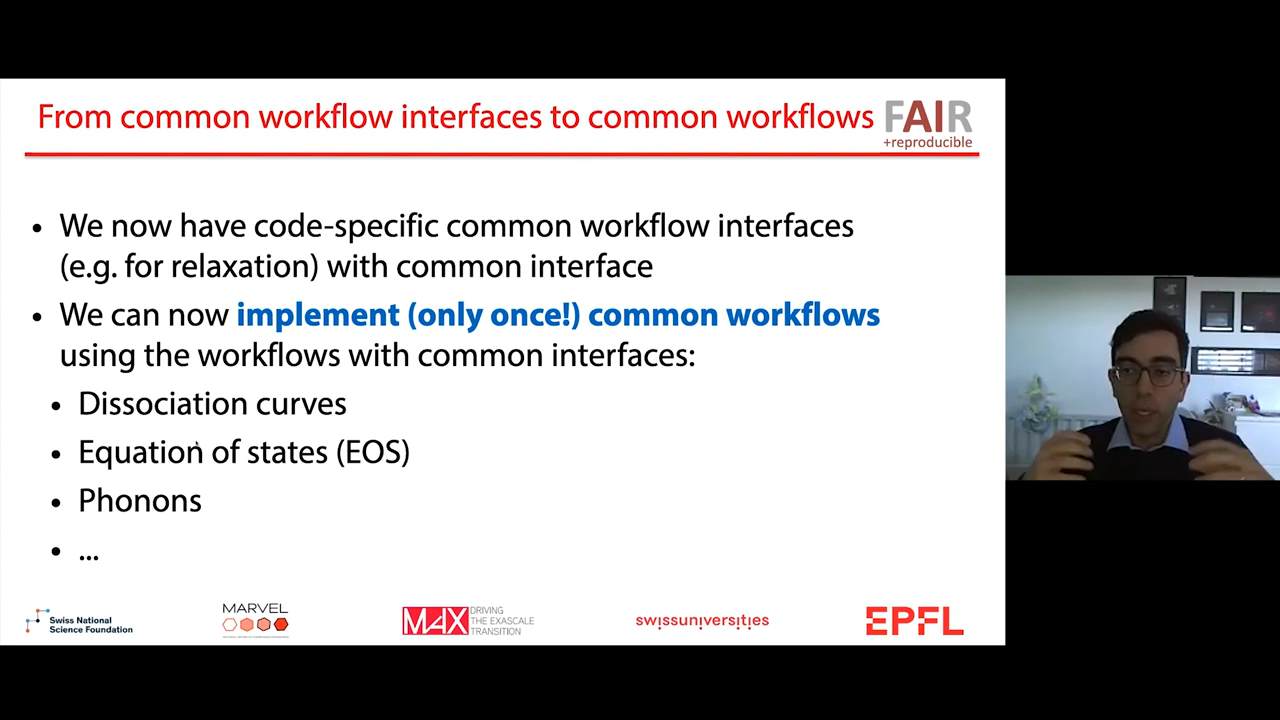 From common workflow interfaces to common workflows
FAIR
+reproducible
• We now have code-specific common workflow interfaces
(e.g. for relaxation) with common interface
• We can now implement (only once!) common workflows
using the workflows with common interfaces:
• Dissociation curves
• Equation of states (EOS)
• Phonons
• ...
Swiss National
Science Foundation
MARVEL
MAX
DRIVING
THE EXASCALE
TRANSITION
swissuniversities
EPFL